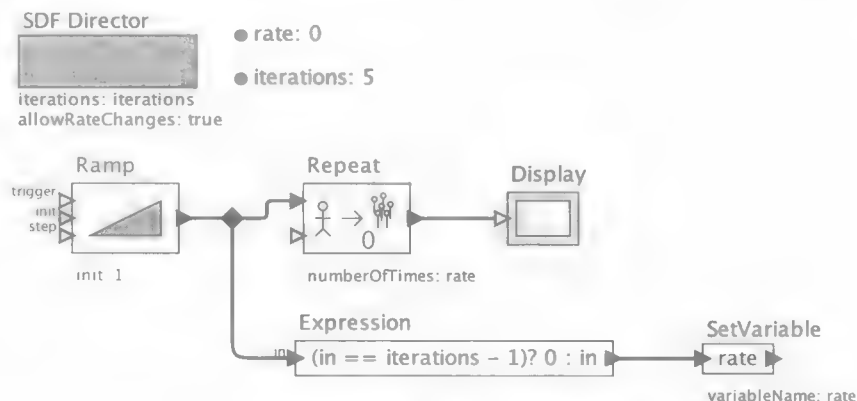 SDF Director
rate: 0
iterations: 5
iterations: iterations
allowRateChanges: true
Ramp
Repeat
Display
trigger
init
step
0
init 1
numberOfTimes: rate
Expression
SetVariable
in
(in == iterations - 1)? 0 : in
rate
variableName: rate